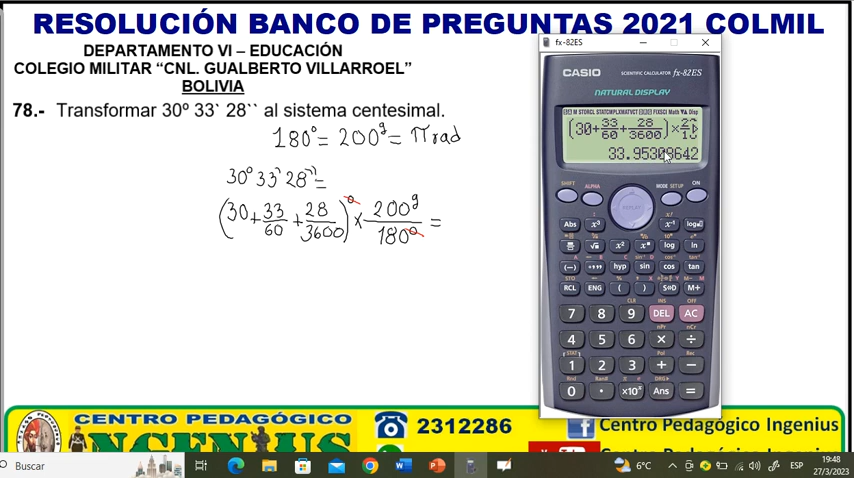 RESOLUCIÓN BANCO DE PREGUNTAS 2021 COLMIL
DEPARTAMENTO VI – EDUCACIÓN
COLEGIO MILITAR “CNL. GUALBERTO VILLARROEL”
BOLIVIA
78.- Transformar 30º 33` 28`` al sistema centesimal.
180° = 200ᵍ = π rad
30° 33' 28'' =
(30 + 33/60 + 28/3600)° × 200ᵍ/180° =
fx-82ES
CASIO
SCIENTIFIC CALCULATOR fx-82ES
NATURAL DISPLAY
(30+33/60+28/3600)×
33.95309642
SHIFT ALPHA REPLAY MODE SETUP ON
Abs x³ x⁻¹ log
√ x² log ln
(−) hyp sin cos tan
RCL ENG ( ) S⇔D M+
7 8 9 DEL AC
4 5 6 × ÷
1 2 3 + −
0 . ×10ˣ Ans =
CENTRO PEDAGÓGICO
INGENIUS
2312286
Centro Pedagógico Ingenius
Buscar
6°C
ESP
19:48
27/3/2023